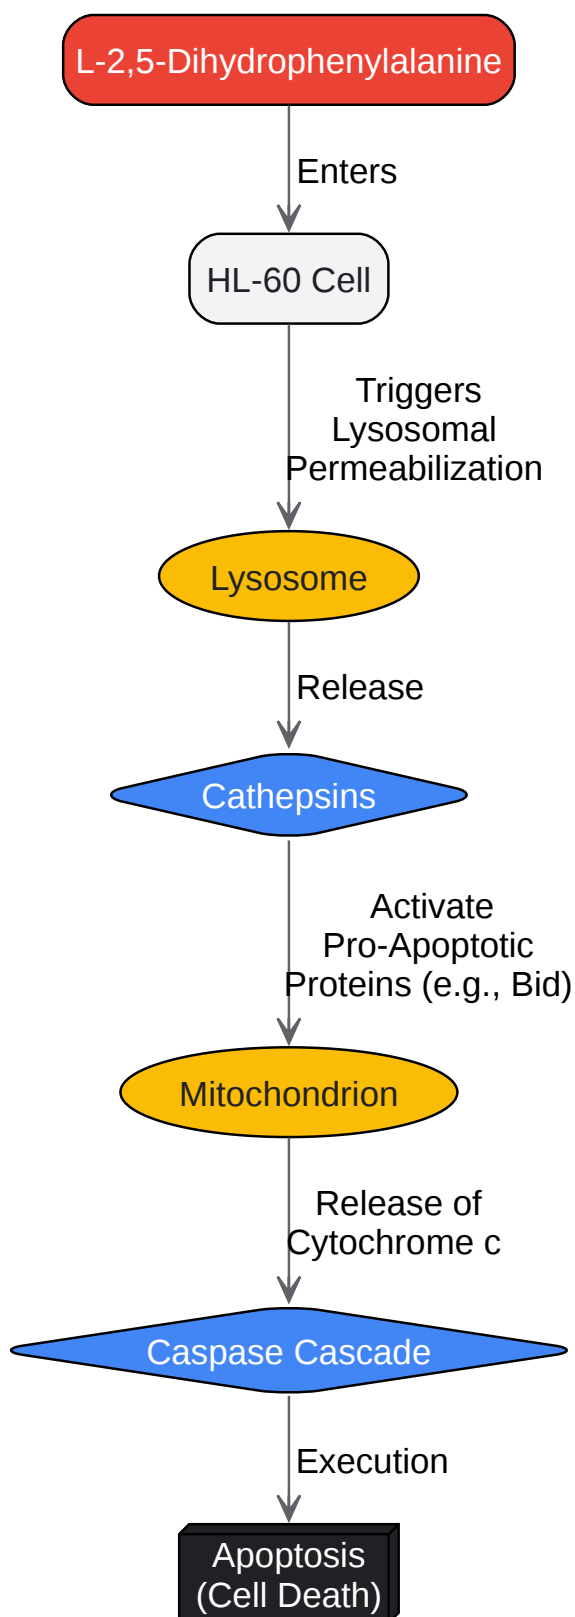 L-2,5-Dihydrophenylalanine
Enters
HL-60 Cell
Triggers
Lysosomal
Permeabilization
Lysosome
Release
Cathepsins
Activate
Pro-Apoptotic
Proteins (e.g., Bid)
Mitochondrion
Release of
Cytochrome c
Caspase Cascade
Execution
Apoptosis
(Cell Death)